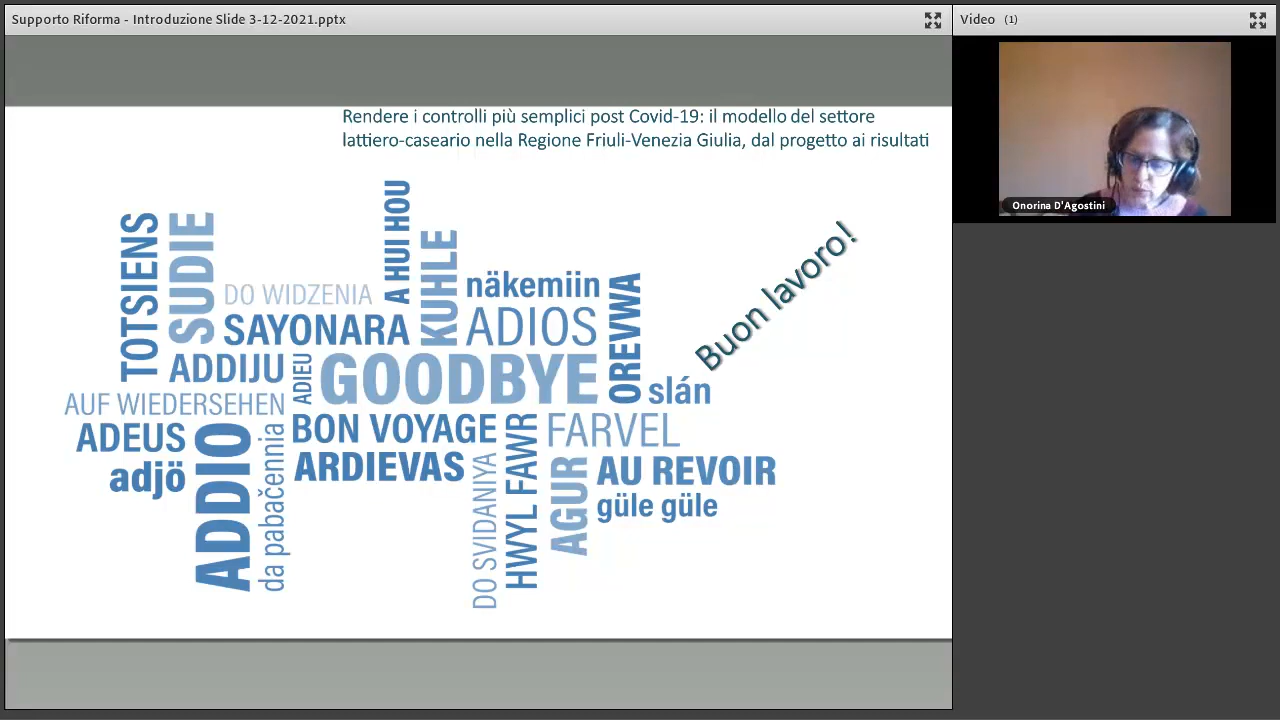 Supporto Riforma - Introduzione Slide 3-12-2021.pptx
Video (1)
Rendere i controlli più semplici post Covid-19: il modello del settore
lattiero-caseario nella Regione Friuli-Venezia Giulia, dal progetto ai risultati
Onorina D'Agostini
TOTSIENS
SUDIE
A HUI HOU
KUHLE
DO WIDZENIA
näkemiin
OREVWA
Buon lavoro!
SAYONARA
ADIOS
ADDIJU
ADIEU
GOODBYE
slán
AUF WIEDERSEHEN
ADEUS
BON VOYAGE
FARVEL
adjö
ADDIO
da pabačennia
ARDIEVAS
DO SVIDANIYA
HWYL FAWR
AGUR
AU REVOIR
güle güle